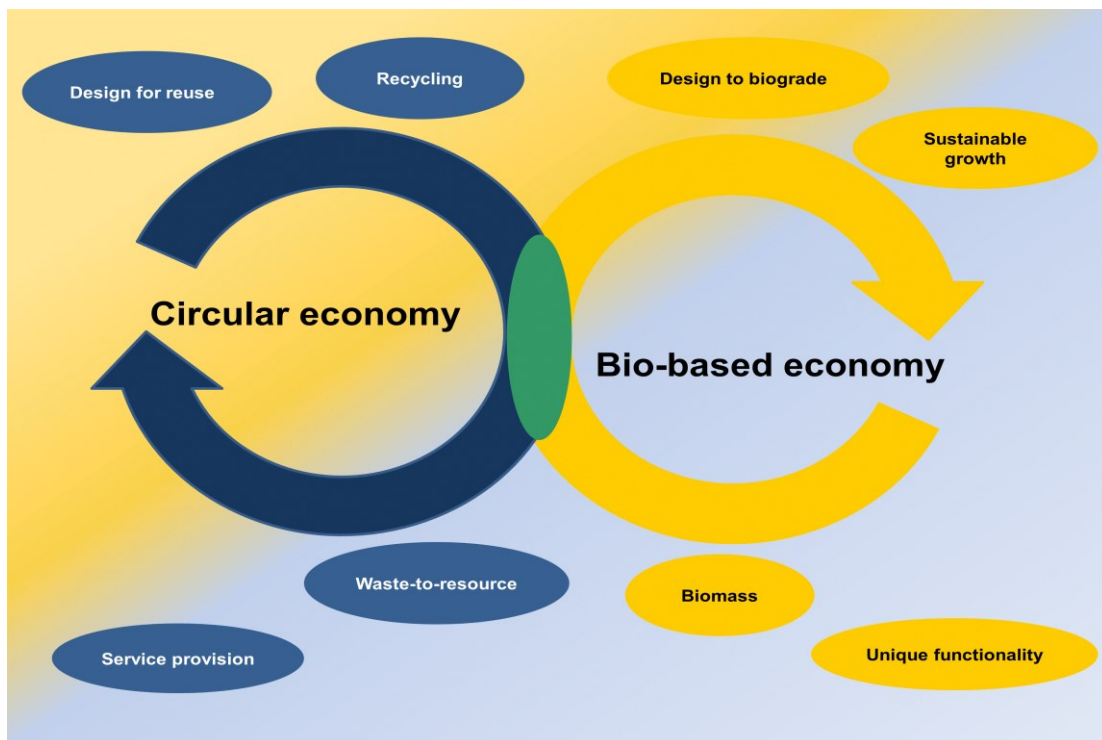 Design for reuse
Recycling
Design to biograde
Sustainable
growth
Circular economy
Bio-based economy
Waste-to-resource
Biomass
Service provision
Unique functionality